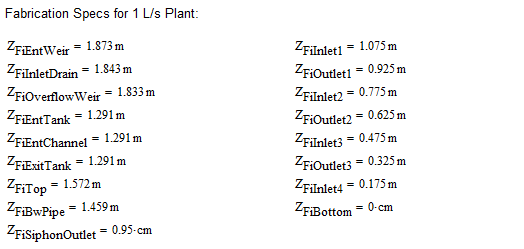 Fabrication Specs for 1 L/s Plant:
ZFiEntWeir = 1.873 m
ZFiInletDrain = 1.843 m
ZFiOverflowWeir = 1.833 m
ZFiEntTank = 1.291 m
ZFiEntChannel = 1.291 m
ZFiExitTank = 1.291 m
ZFiTop = 1.572 m
ZFiBwPipe = 1.459 m
ZFiSiphonOutlet = 0.95·cm
ZFiInlet1 = 1.075 m
ZFiOutlet1 = 0.925 m
ZFiInlet2 = 0.775 m
ZFiOutlet2 = 0.625 m
ZFiInlet3 = 0.475 m
ZFiOutlet3 = 0.325 m
ZFiInlet4 = 0.175 m
ZFiBottom = 0·cm